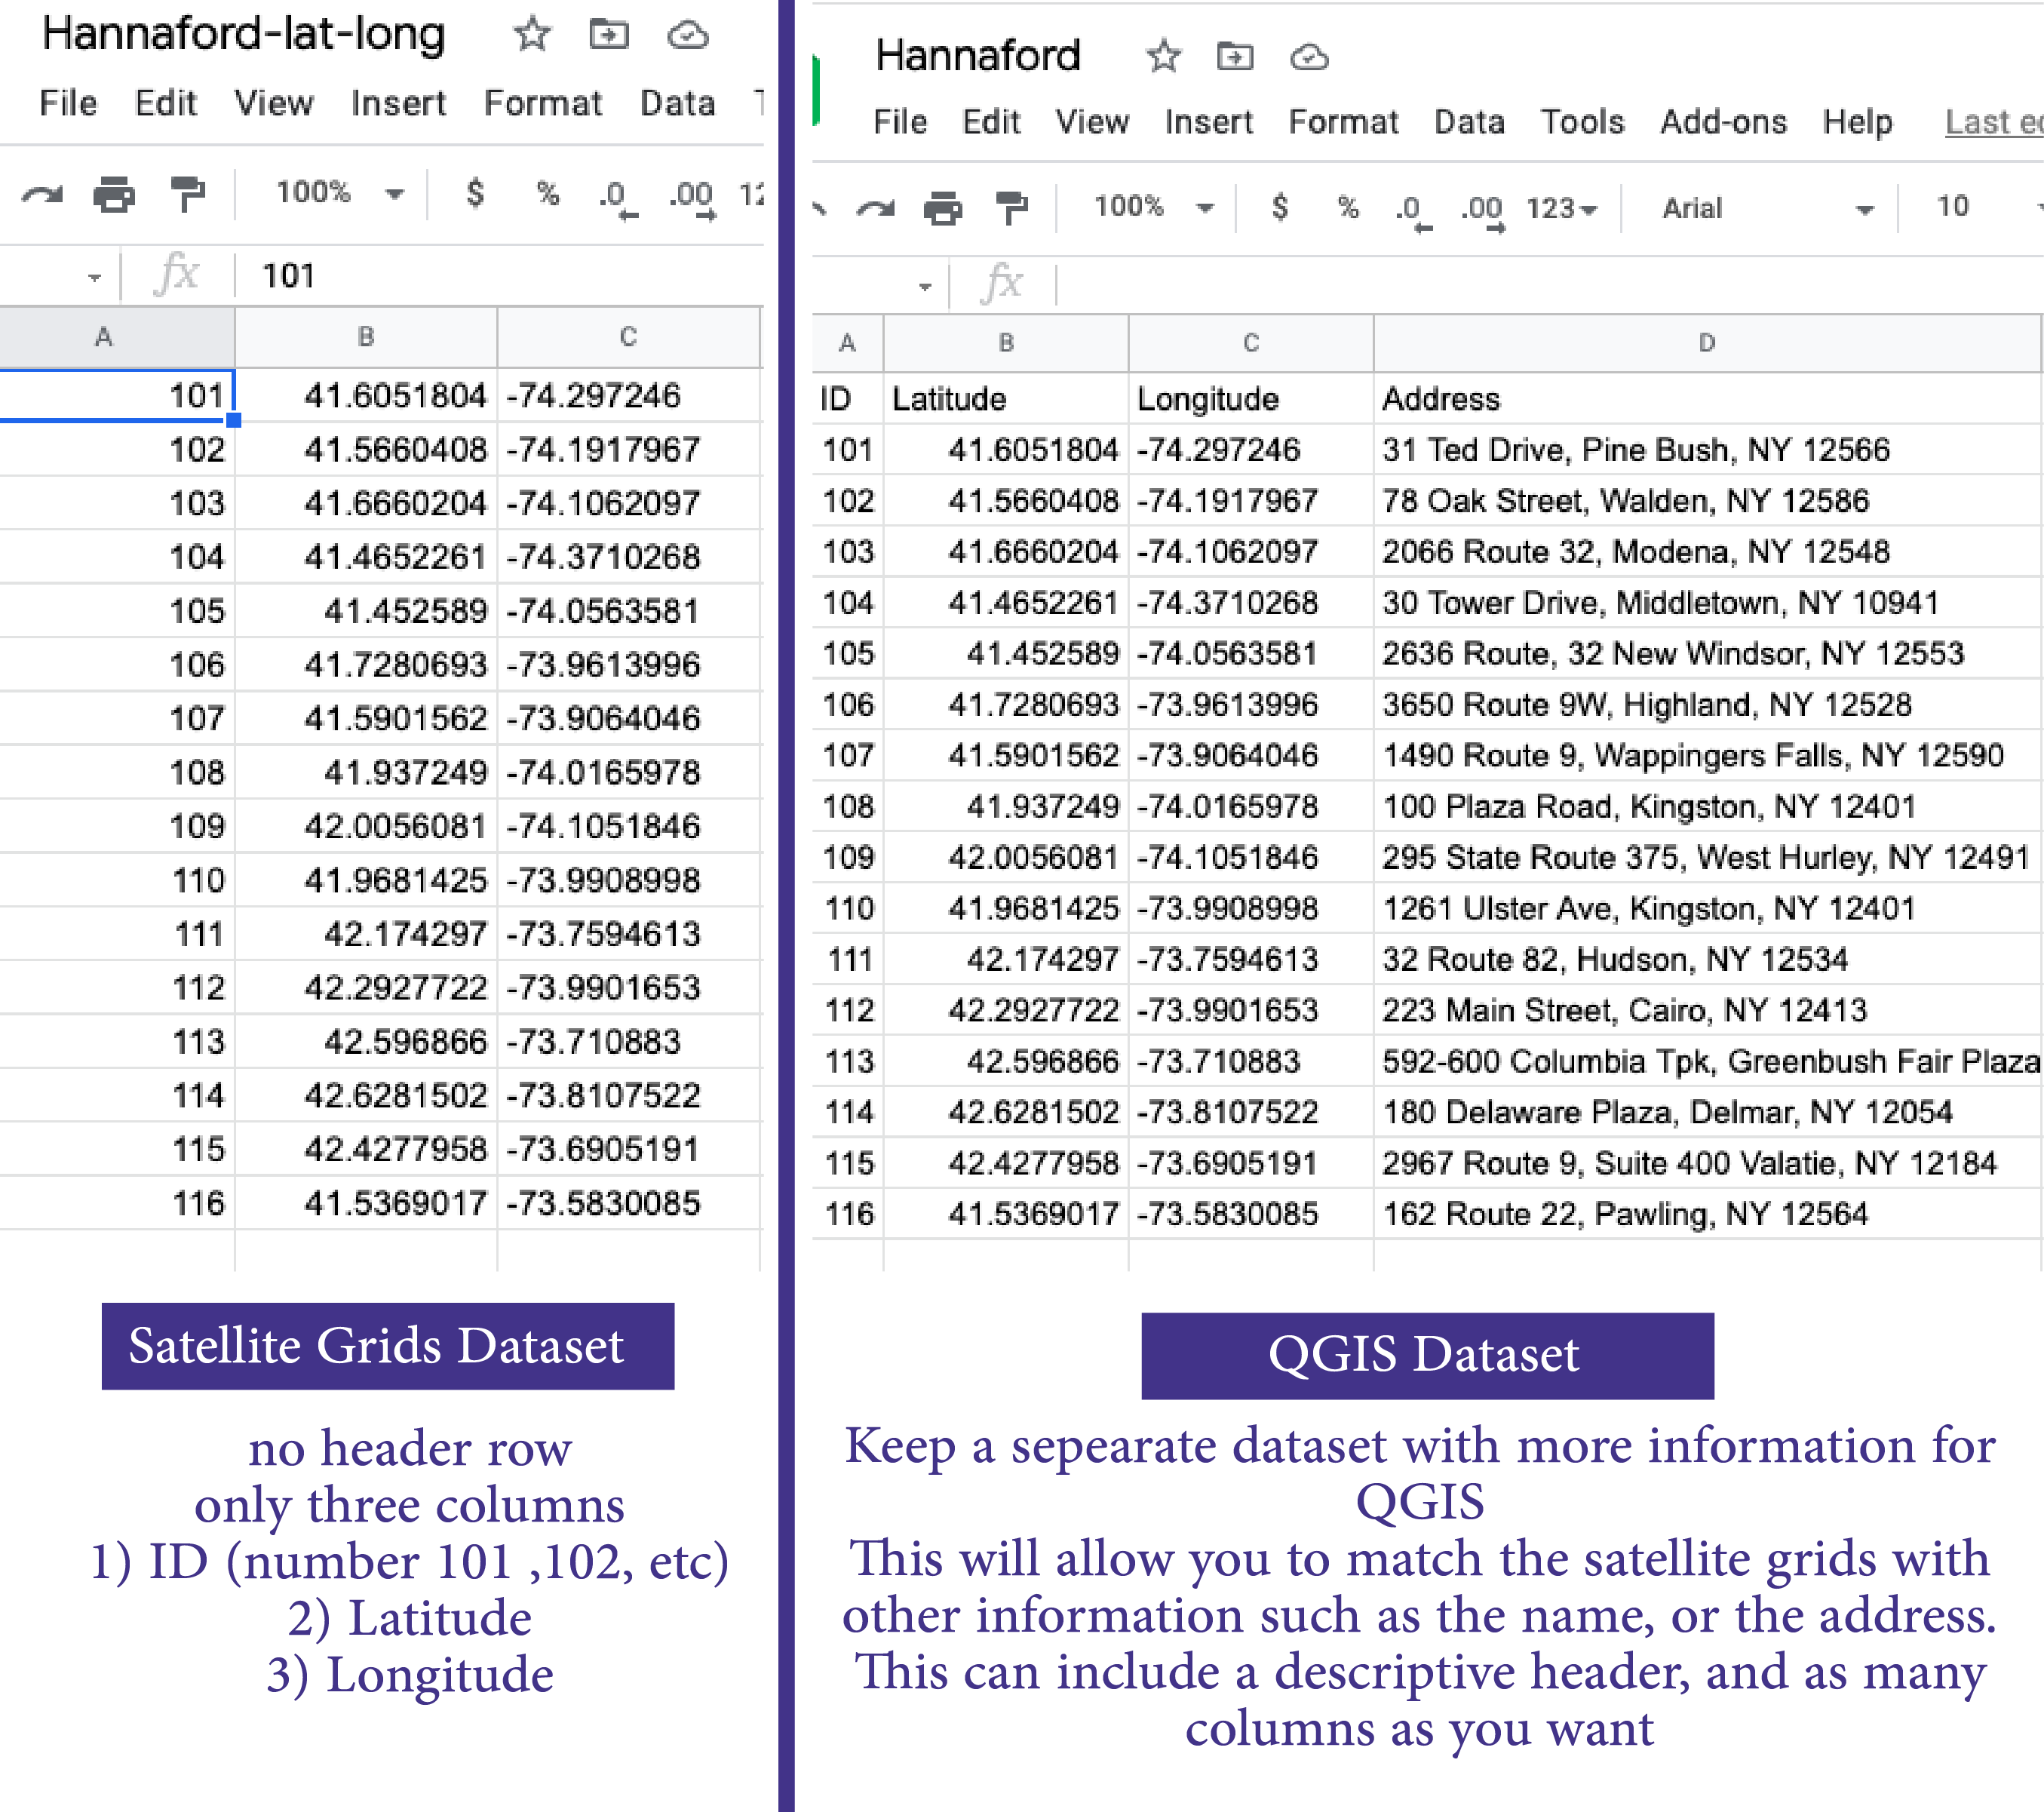 Hannaford-lat-long
File Edit View Insert Format Data
100% $ % .0 .00 12
fx 101
A B C
101 41.6051804 -74.297246
102 41.5660408 -74.1917967
103 41.6660204 -74.1062097
104 41.4652261 -74.3710268
105 41.452589 -74.0563581
106 41.7280693 -73.9613996
107 41.5901562 -73.9064046
108 41.937249 -74.0165978
109 42.0056081 -74.1051846
110 41.9681425 -73.9908998
111 42.174297 -73.7594613
112 42.2927722 -73.9901653
113 42.596866 -73.710883
114 42.6281502 -73.8107522
115 42.4277958 -73.6905191
116 41.5369017 -73.5830085
Satellite Grids Dataset
no header row
only three columns
1) ID (number 101 ,102, etc)
2) Latitude
3) Longitude
Hannaford
File Edit View Insert Format Data Tools Add-ons Help Last e
100% $ % .0 .00 123 Arial 10
fx
A B C D
ID Latitude Longitude Address
101 41.6051804 -74.297246 31 Ted Drive, Pine Bush, NY 12566
102 41.5660408 -74.1917967 78 Oak Street, Walden, NY 12586
103 41.6660204 -74.1062097 2066 Route 32, Modena, NY 12548
104 41.4652261 -74.3710268 30 Tower Drive, Middletown, NY 10941
105 41.452589 -74.0563581 2636 Route, 32 New Windsor, NY 12553
106 41.7280693 -73.9613996 3650 Route 9W, Highland, NY 12528
107 41.5901562 -73.9064046 1490 Route 9, Wappingers Falls, NY 12590
108 41.937249 -74.0165978 100 Plaza Road, Kingston, NY 12401
109 42.0056081 -74.1051846 295 State Route 375, West Hurley, NY 12491
110 41.9681425 -73.9908998 1261 Ulster Ave, Kingston, NY 12401
111 42.174297 -73.7594613 32 Route 82, Hudson, NY 12534
112 42.2927722 -73.9901653 223 Main Street, Cairo, NY 12413
113 42.596866 -73.710883 592-600 Columbia Tpk, Greenbush Fair Plaza
114 42.6281502 -73.8107522 180 Delaware Plaza, Delmar, NY 12054
115 42.4277958 -73.6905191 2967 Route 9, Suite 400 Valatie, NY 12184
116 41.5369017 -73.5830085 162 Route 22, Pawling, NY 12564
QGIS Dataset
Keep a sepearate dataset with more information for
QGIS
This will allow you to match the satellite grids with
other information such as the name, or the address.
This can include a descriptive header, and as many
columns as you want